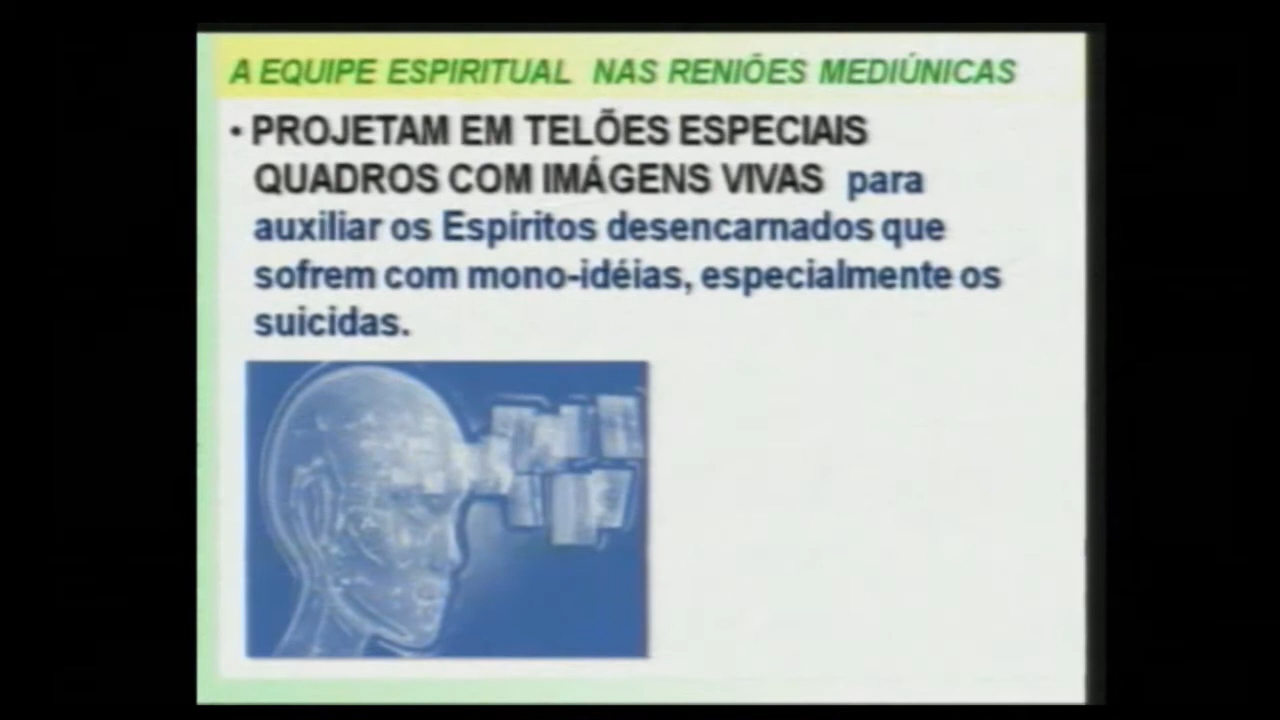 A EQUIPE ESPIRITUAL NAS RENIÕES MEDIÚNICAS
• PROJETAM EM TELÕES ESPECIAIS
QUADROS COM IMÁGENS VIVAS para
auxiliar os Espíritos desencarnados que
sofrem com mono-idéias, especialmente os
suicidas.